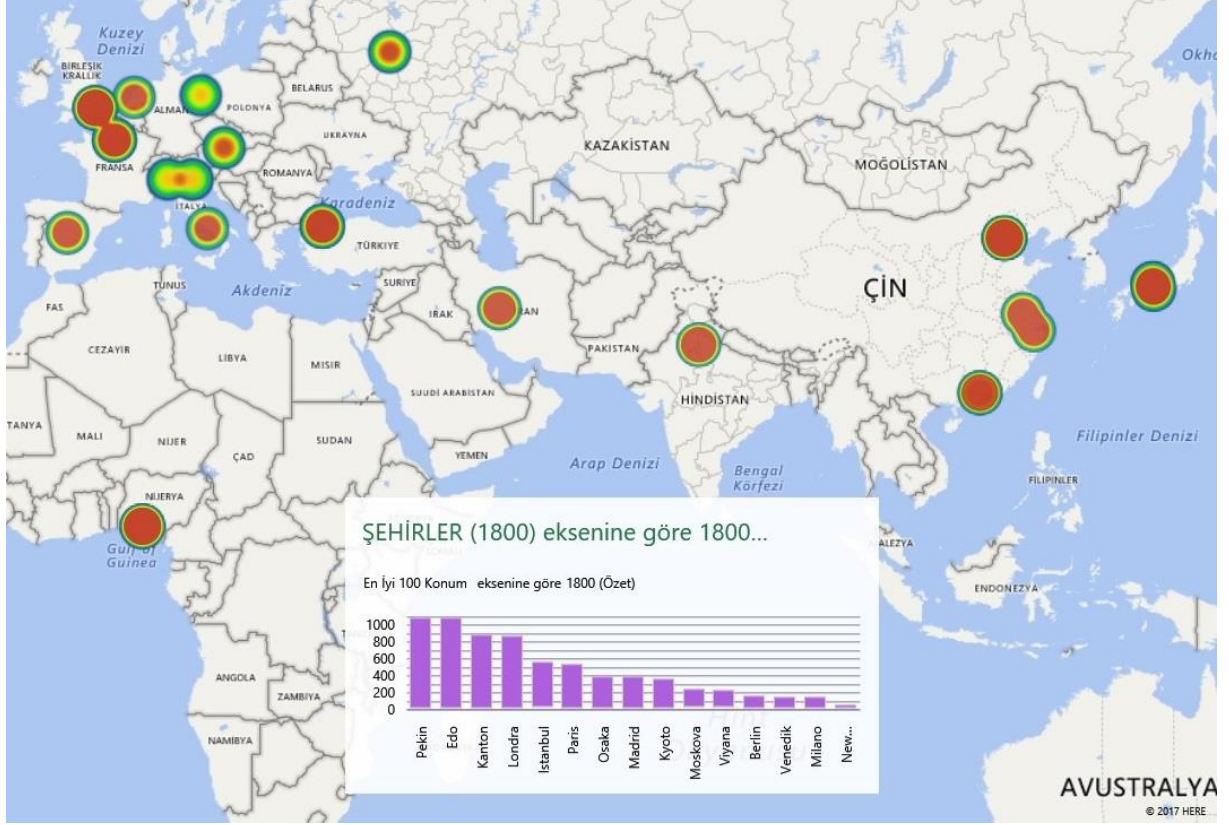 Kuzey
Denizi
BİRLEŞİK
KRALLIK
BELARUS
ALMAN
POLONYA
UKRAYNA
KAZAKİSTAN
MOĞOLİSTAN
FRANSA
ROMANYA
İTALYA
Karadeniz
TÜRKİYE
ÇİN
TUNUS
Akdeniz
SURİYE
FAS
IRAK
RAN
CEZAYİR
LİBYA
MISIR
PAKİSTAN
SUUDİ ARABİSTAN
HİNDİSTAN
TANYA
MALİ
NİJER
ÇAD
SUDAN
YEMEN
Arap Denizi
Bengal
Körfezi
Filipinler Denizi
FİLİPİNLER
NİJERYA
Gulf of
Guinea
ŞEHİRLER (1800) eksenine göre 1800...
En İyi 100 Konum eksenine göre 1800 (Özet)
1000
800
600
400
200
0
Pekin
Edo
Kanton
Londra
Istanbul
Paris
Osaka
Madrid
Kyoto
Moskova
Viyana
Berlin
Venedik
Milano
New...
ALEZYA
ENDONEZYA
ANGOLA
ZAMBİYA
NAMİBYA
AVUSTRALYA
© 2017 HERE
Okho